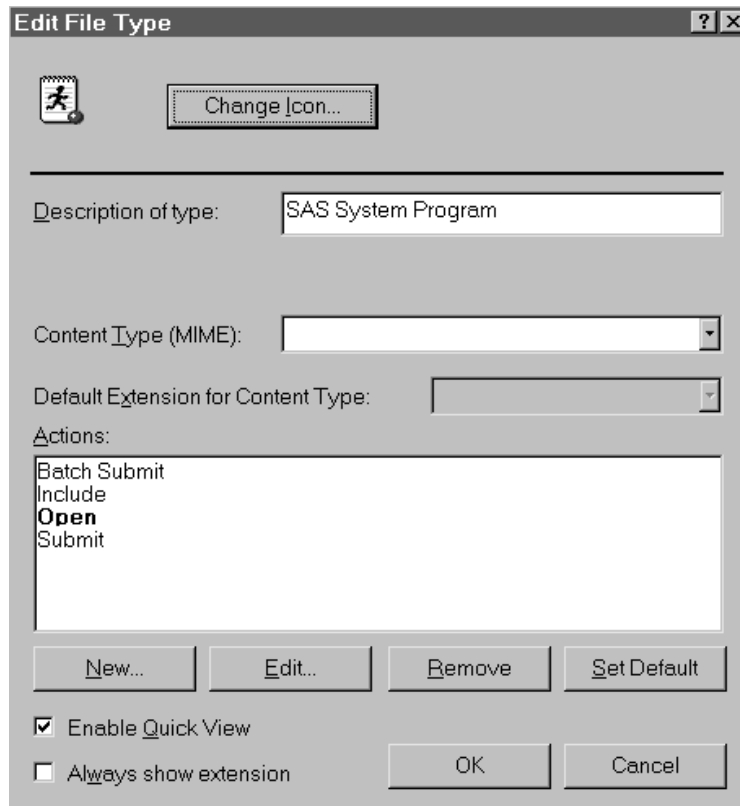 Edit File Type
Change Icon...
Description of type: SAS System Program
Content Type (MIME):
Default Extension for Content Type:
Actions:
Batch Submit
Include
Open
Submit
New... Edit... Remove Set Default
Enable Quick View
Always show extension OK Cancel